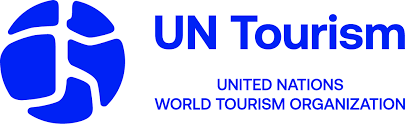 UN Tourism
UNITED NATIONS
WORLD TOURISM ORGANIZATION